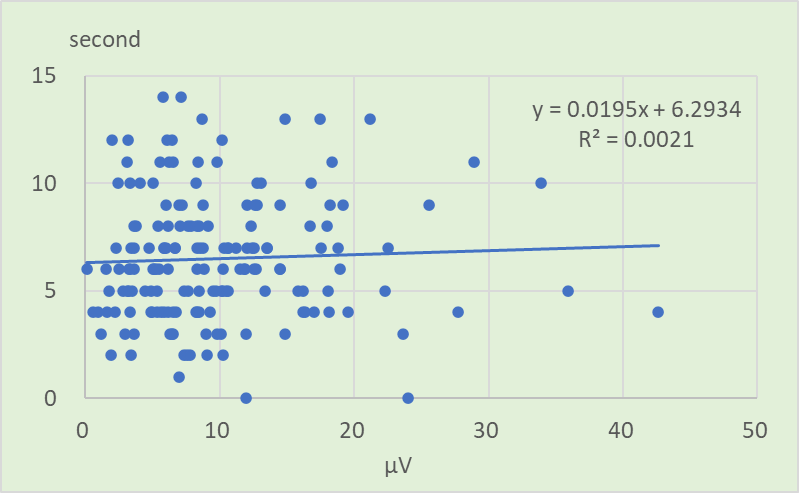 second
15
y = 0.0195x + 6.2934
R² = 0.0021
10
5
0
0 10 20 30 40 50
μV